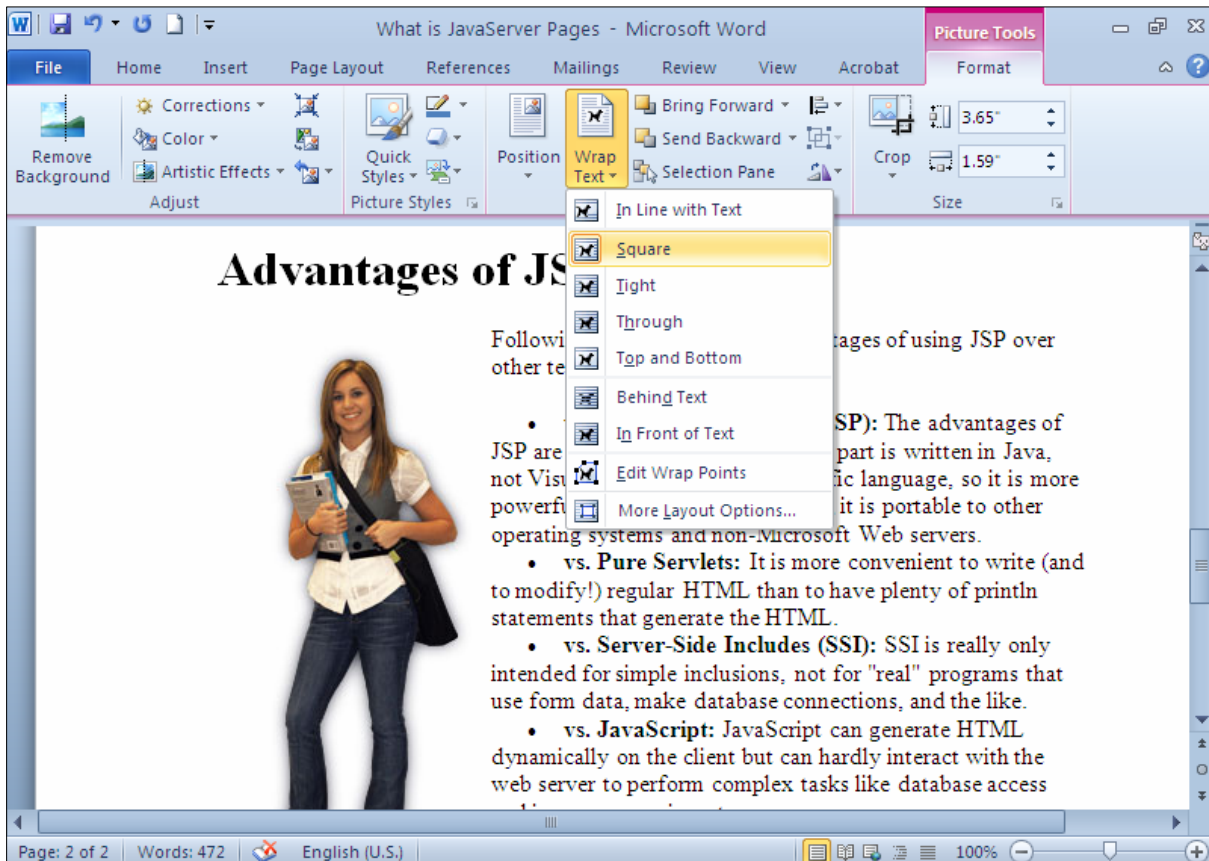 What is JavaServer Pages - Microsoft Word
Picture Tools
File Home Insert Page Layout References Mailings Review View Acrobat Format
Remove Background
Corrections
Color
Artistic Effects
Adjust
Quick Styles
Picture Styles
Position
Wrap Text
Bring Forward
Send Backward
Selection Pane
Crop
3.65"
1.59"
Size
In Line with Text
Square
Tight
Through
Top and Bottom
Behind Text
In Front of Text
Edit Wrap Points
More Layout Options...
Advantages of JS
Followi tages of using JSP over
other te
• SP): The advantages of
JSP are part is written in Java,
not Visu fic language, so it is more
powerfu it is portable to other
operating systems and non-Microsoft Web servers.
• vs. Pure Servlets: It is more convenient to write (and
to modify!) regular HTML than to have plenty of println
statements that generate the HTML.
• vs. Server-Side Includes (SSI): SSI is really only
intended for simple inclusions, not for "real" programs that
use form data, make database connections, and the like.
• vs. JavaScript: JavaScript can generate HTML
dynamically on the client but can hardly interact with the
web server to perform complex tasks like database access
Page: 2 of 2 Words: 472 English (U.S.) 100%